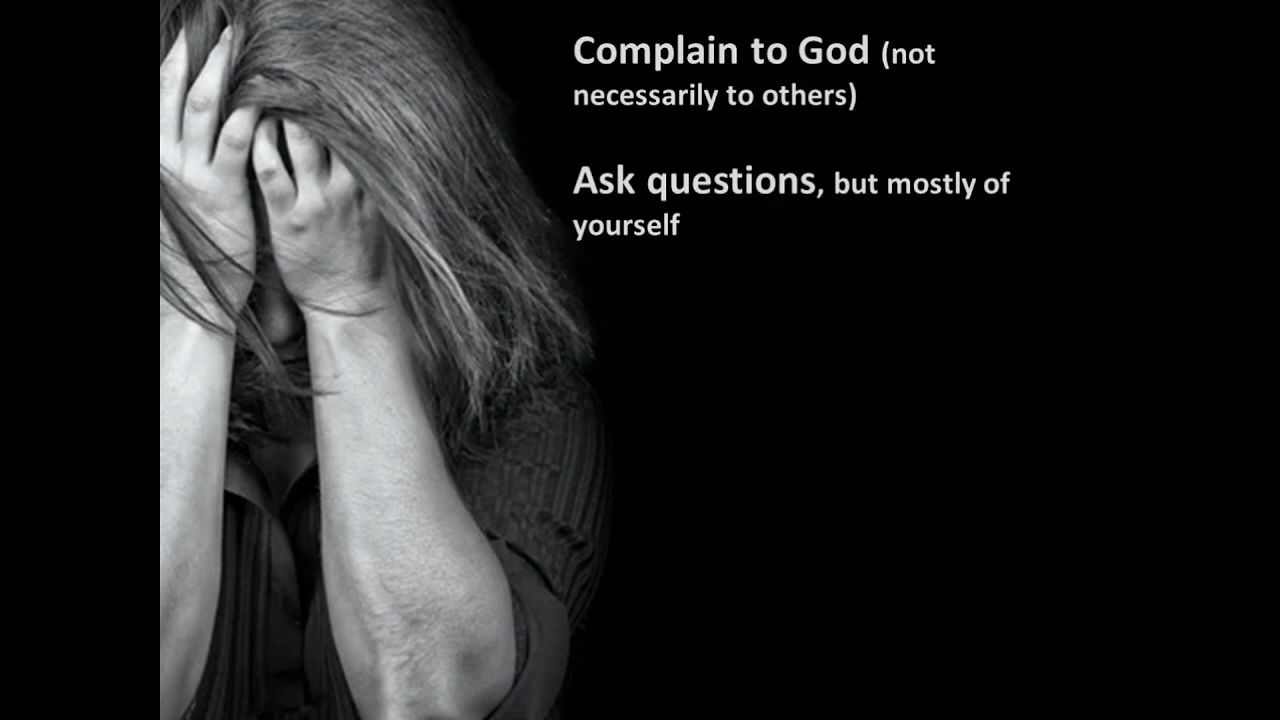 Complain to God (not
necessarily to others)
Ask questions, but mostly of
yourself